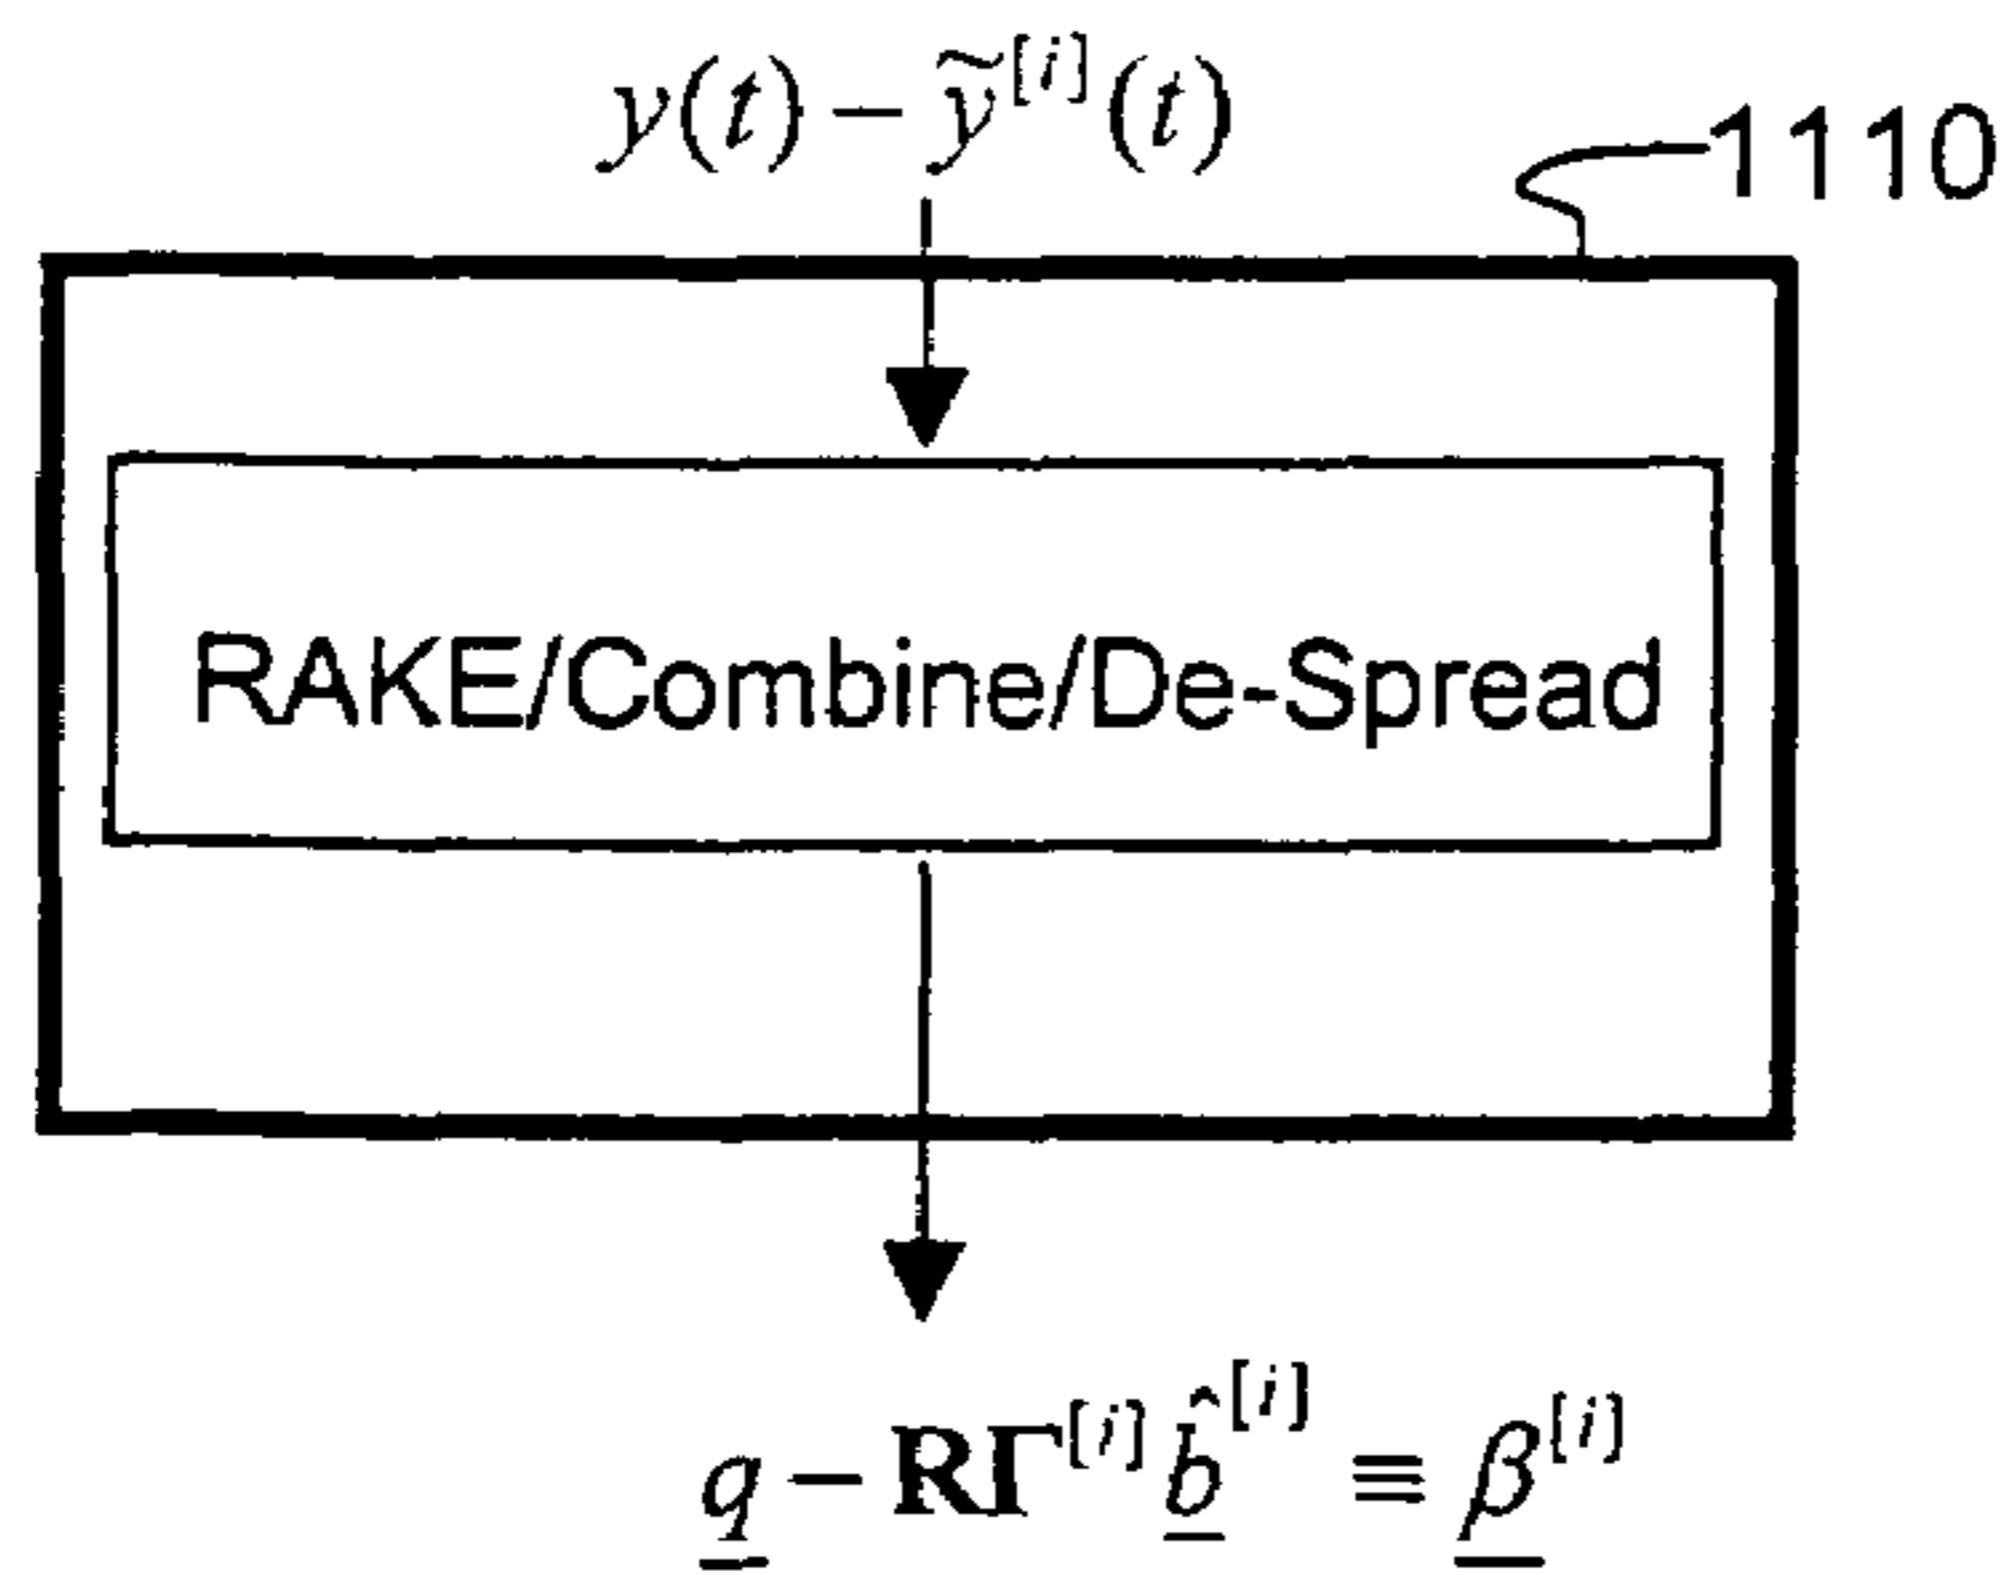 y(t) − ỹ^[i](t)
1110
RAKE/Combine/De-Spread
q̲ − RΓ^[i] b̲̂^[i] ≡ β̲^[i]